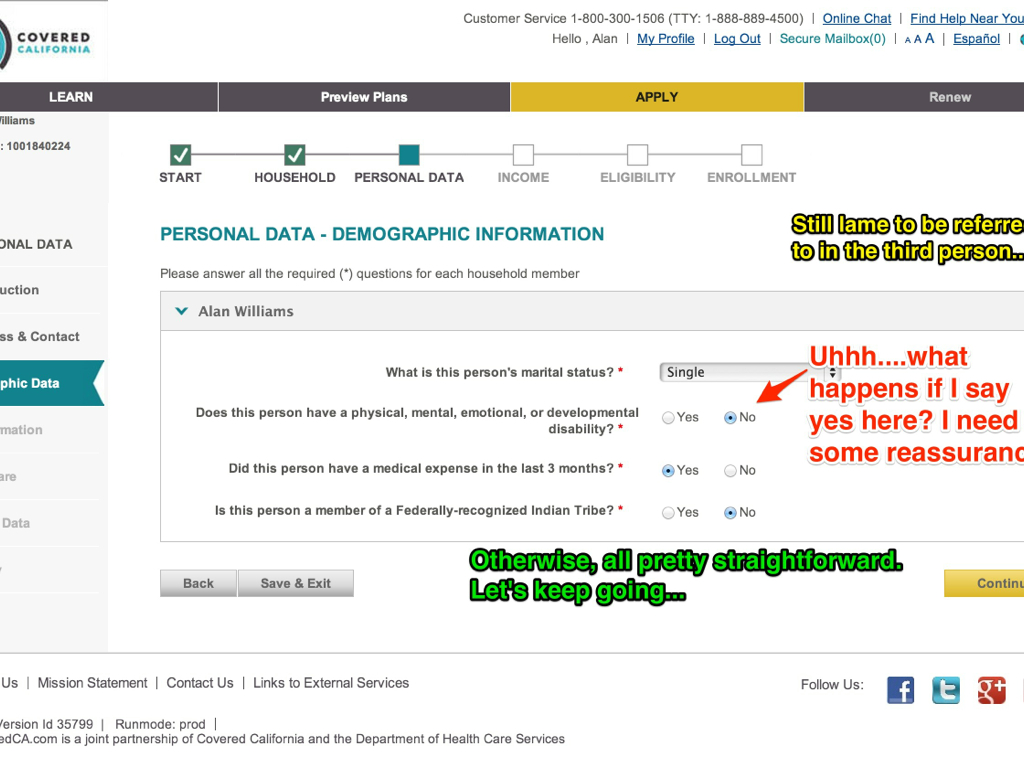 Customer Service 1-800-300-1506 (TTY: 1-888-889-4500) | Online Chat | Find Help Near You
COVERED
CALIFORNIA
Hello , Alan | My Profile | Log Out | Secure Mailbox(0) | A A A | Español |
LEARN Preview Plans APPLY Renew
Williams
: 1001840224
START HOUSEHOLD PERSONAL DATA INCOME ELIGIBILITY ENROLLMENT
ONAL DATA
uction
ss & Contact
phic Data
mation
are
Data
PERSONAL DATA - DEMOGRAPHIC INFORMATION
Still lame to be referre
to in the third person..
Please answer all the required (*) questions for each household member
Alan Williams
What is this person's marital status? * Single
Does this person have a physical, mental, emotional, or developmental
disability? * Yes No
Did this person have a medical expense in the last 3 months? * Yes No
Is this person a member of a Federally-recognized Indian Tribe? * Yes No
Uhhh....what
happens if I say
yes here? I need
some reassuranc
Otherwise, all pretty straightforward.
Let's keep going...
Back Save & Exit Continu
Us | Mission Statement | Contact Us | Links to External Services
Follow Us:
Version Id 35799 | Runmode: prod |
edCA.com is a joint partnership of Covered California and the Department of Health Care Services